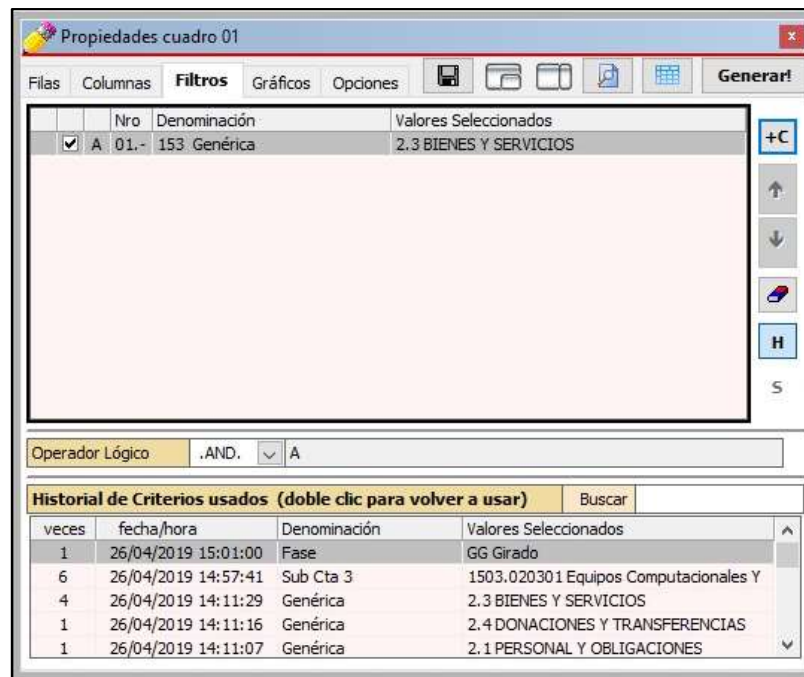 Propiedades cuadro 01
x
Filas Columnas Filtros Gráficos Opciones Generar!
Nro Denominación Valores Seleccionados
A 01.- 153 Genérica 2.3 BIENES Y SERVICIOS
+C
H
S
Operador Lógico .AND. A
Historial de Criterios usados (doble clic para volver a usar) Buscar
veces fecha/hora Denominación Valores Seleccionados
1 26/04/2019 15:01:00 Fase GG Girado
6 26/04/2019 14:57:41 Sub Cta 3 1503.020301 Equipos Computacionales Y
4 26/04/2019 14:11:29 Genérica 2.3 BIENES Y SERVICIOS
1 26/04/2019 14:11:16 Genérica 2.4 DONACIONES Y TRANSFERENCIAS
1 26/04/2019 14:11:07 Genérica 2.1 PERSONAL Y OBLIGACIONES